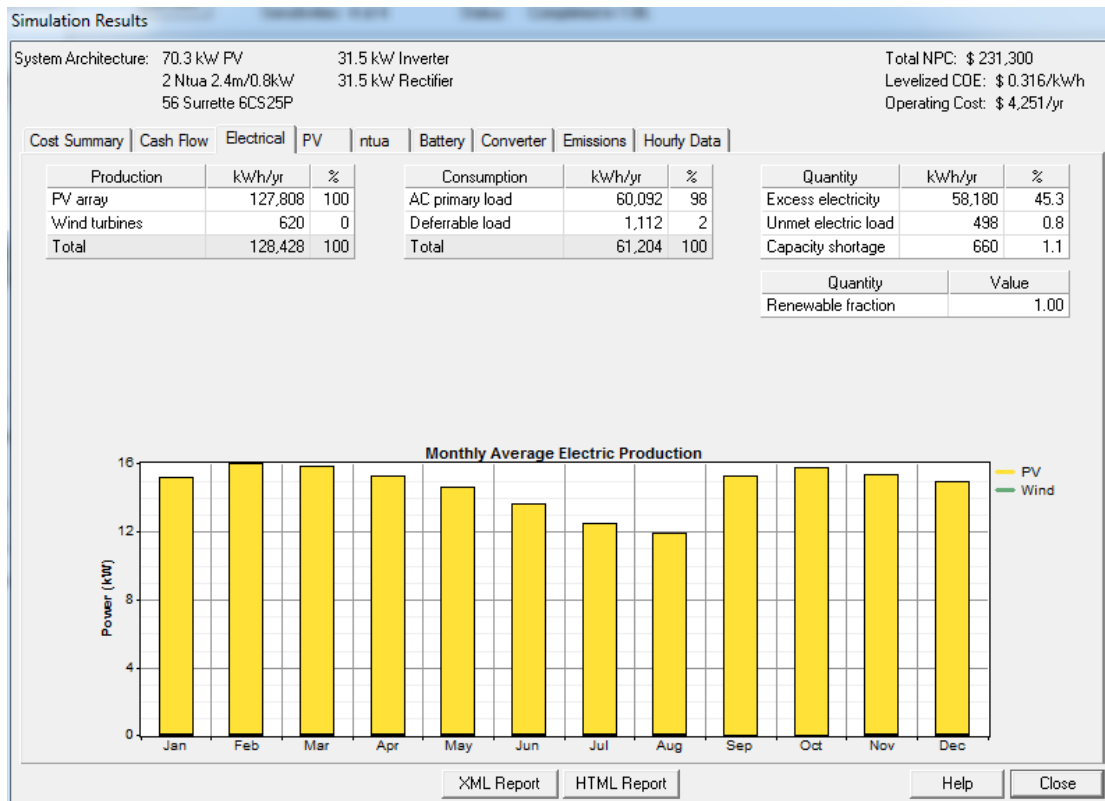 Simulation Results
System Architecture: 70.3 kW PV 31.5 kW Inverter Total NPC: $ 231,300
2 Ntua 2.4m/0.8kW 31.5 kW Rectifier Levelized COE: $ 0.316/kWh
56 Surrette 6CS25P Operating Cost: $ 4,251/yr
Cost Summary Cash Flow Electrical PV ntua Battery Converter Emissions Hourly Data
Production kWh/yr % Consumption kWh/yr % Quantity kWh/yr %
PV array 127,808 100 AC primary load 60,092 98 Excess electricity 58,180 45.3
Wind turbines 620 0 Deferrable load 1,112 2 Unmet electric load 498 0.8
Total 128,428 100 Total 61,204 100 Capacity shortage 660 1.1
Quantity Value
Renewable fraction 1.00
Monthly Average Electric Production
16
12
8
4
0
Power (kW)
PV
Wind
Jan Feb Mar Apr May Jun Jul Aug Sep Oct Nov Dec
XML Report HTML Report Help Close